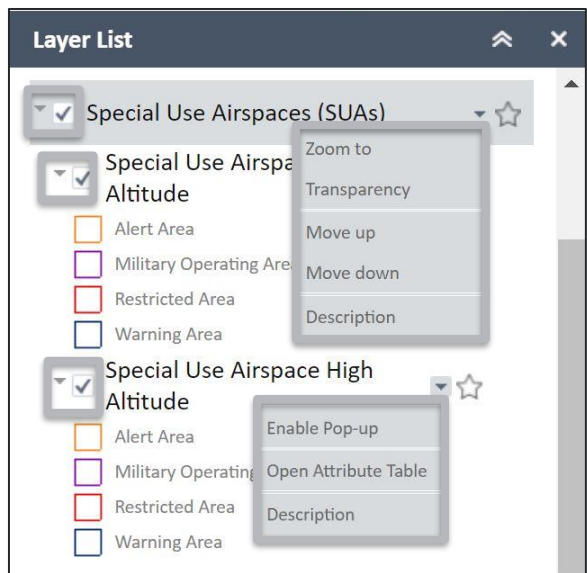 Layer List
Special Use Airspaces (SUAs)
Zoom to
Transparency
Move up
Move down
Description
Special Use Airspa
Altitude
Alert Area
Military Operating Area
Restricted Area
Warning Area
Special Use Airspace High
Altitude
Enable Pop-up
Open Attribute Table
Description
Alert Area
Military Operating
Restricted Area
Warning Area